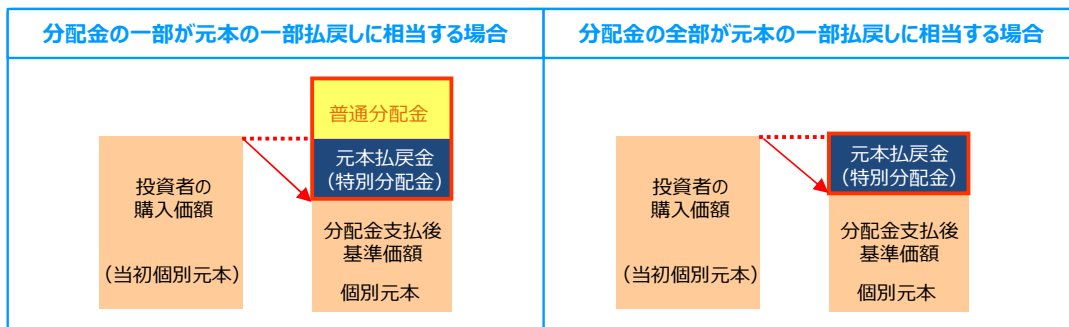 分配金の一部が元本の一部払戻しに相当する場合
普通分配金
元本払戻金
（特別分配金）
投資者の
購入価額
（当初個別元本）
分配金支払後
基準価額
個別元本
分配金の全部が元本の一部払戻しに相当する場合
元本払戻金
（特別分配金）
投資者の
購入価額
（当初個別元本）
分配金支払後
基準価額
個別元本